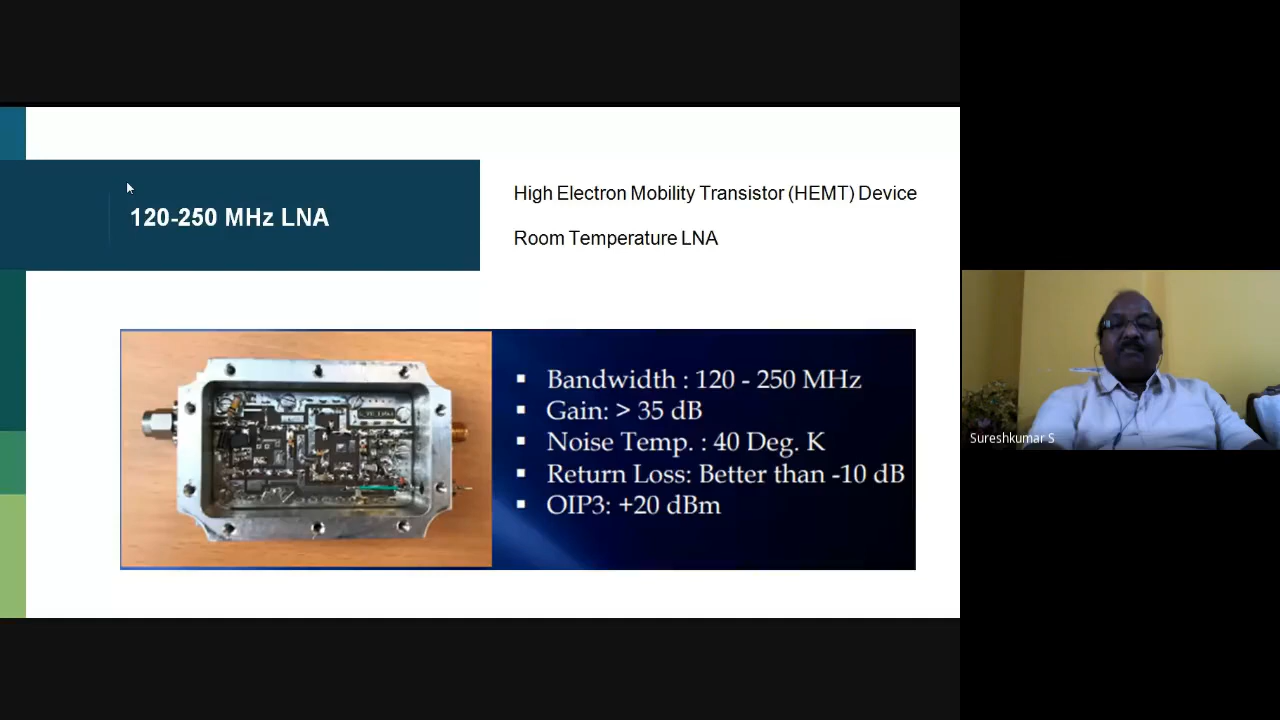 120-250 MHz LNA
High Electron Mobility Transistor (HEMT) Device
Room Temperature LNA
▪ Bandwidth : 120 - 250 MHz
▪ Gain: > 35 dB
▪ Noise Temp. : 40 Deg. K
▪ Return Loss: Better than -10 dB
▪ OIP3: +20 dBm
Sureshkumar S